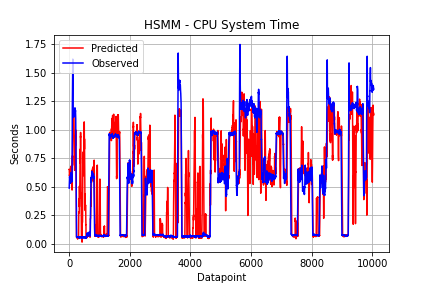 HSMM - CPU System Time
Predicted
Observed
1.75
1.50
1.25
1.00
0.75
0.50
0.25
0.00
Seconds
0 2000 4000 6000 8000 10000
Datapoint